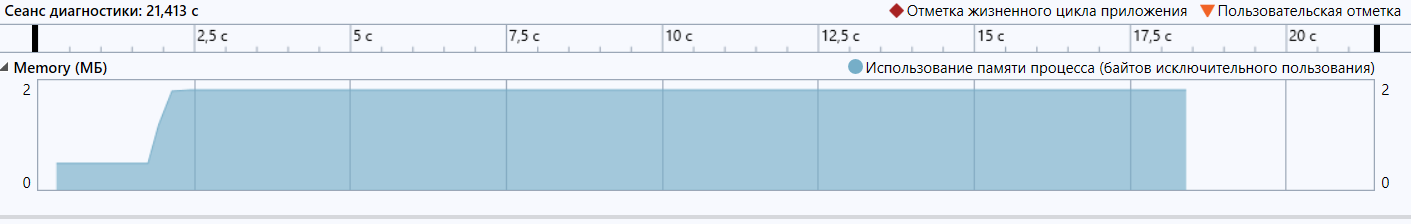 Сеанс диагностики: 21,413 с
Отметка жизненного цикла приложения Пользовательская отметка
2,5 с 5 с 7,5 с 10 с 12,5 с 15 с 17,5 с 20 с
Memory (МБ) Использование памяти процесса (байтов исключительного пользования)
2 2
0 0